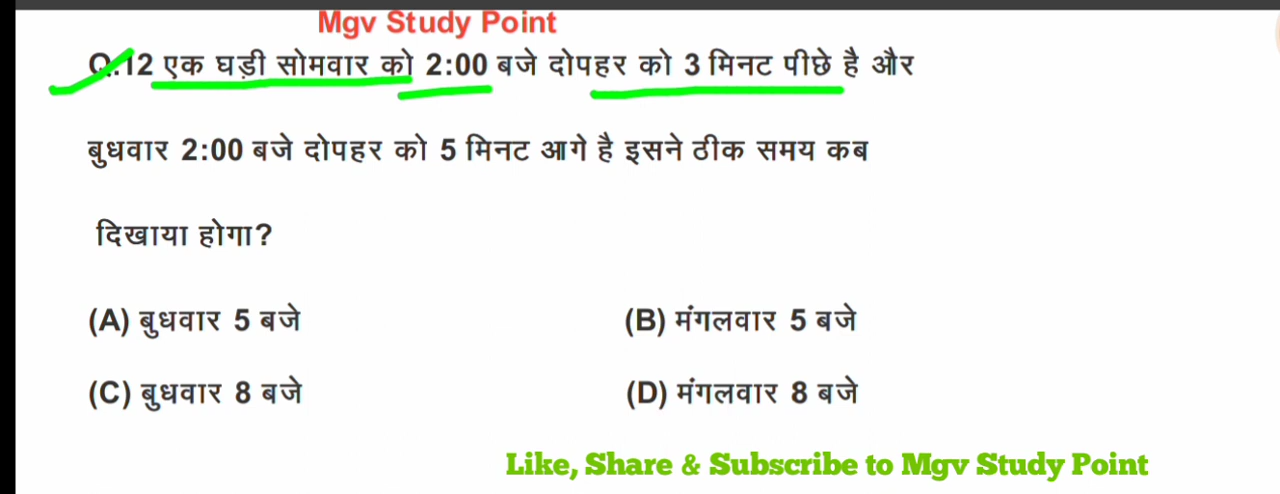 Mgv Study Point
Q.12 एक घड़ी सोमवार को 2:00 बजे दोपहर को 3 मिनट पीछे है और
बुधवार 2:00 बजे दोपहर को 5 मिनट आगे है इसने ठीक समय कब
दिखाया होगा?
(A) बुधवार 5 बजे (B) मंगलवार 5 बजे
(C) बुधवार 8 बजे (D) मंगलवार 8 बजे
Like, Share & Subscribe to Mgv Study Point